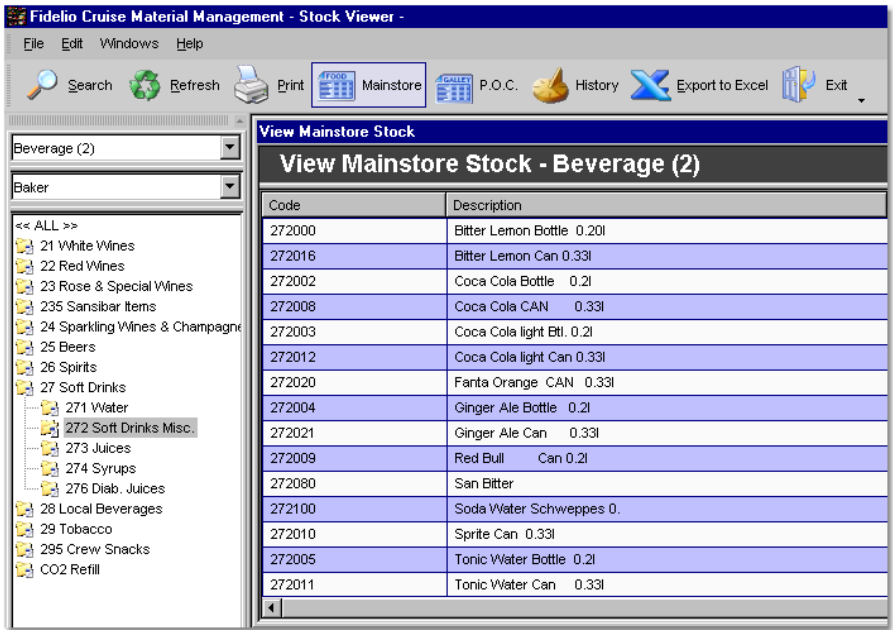 Fidelio Cruise Material Management - Stock Viewer -
File Edit Windows Help
Search Refresh Print FOOD Mainstore GALLEY P.O.C. History Export to Excel Exit
Beverage (2)
Baker
<< ALL >>
21 White Wines
22 Red Wines
23 Rose & Special Wines
235 Sansibar Items
24 Sparkling Wines & Champagne
25 Beers
26 Spirits
27 Soft Drinks
271 Water
272 Soft Drinks Misc.
273 Juices
274 Syrups
276 Diab. Juices
28 Local Beverages
29 Tobacco
295 Crew Snacks
CO2 Refill
View Mainstore Stock
View Mainstore Stock - Beverage (2)
Code Description
272000 Bitter Lemon Bottle 0.20l
272016 Bitter Lemon Can 0.33l
272002 Coca Cola Bottle 0.2l
272008 Coca Cola CAN 0.33l
272003 Coca Cola light Btl. 0.2l
272012 Coca Cola light Can 0.33l
272020 Fanta Orange CAN 0.33l
272004 Ginger Ale Bottle 0.2l
272021 Ginger Ale Can 0.33l
272009 Red Bull Can 0.2l
272080 San Bitter
272100 Soda Water Schweppes 0.
272010 Sprite Can 0.33l
272005 Tonic Water Bottle 0.2l
272011 Tonic Water Can 0.33l